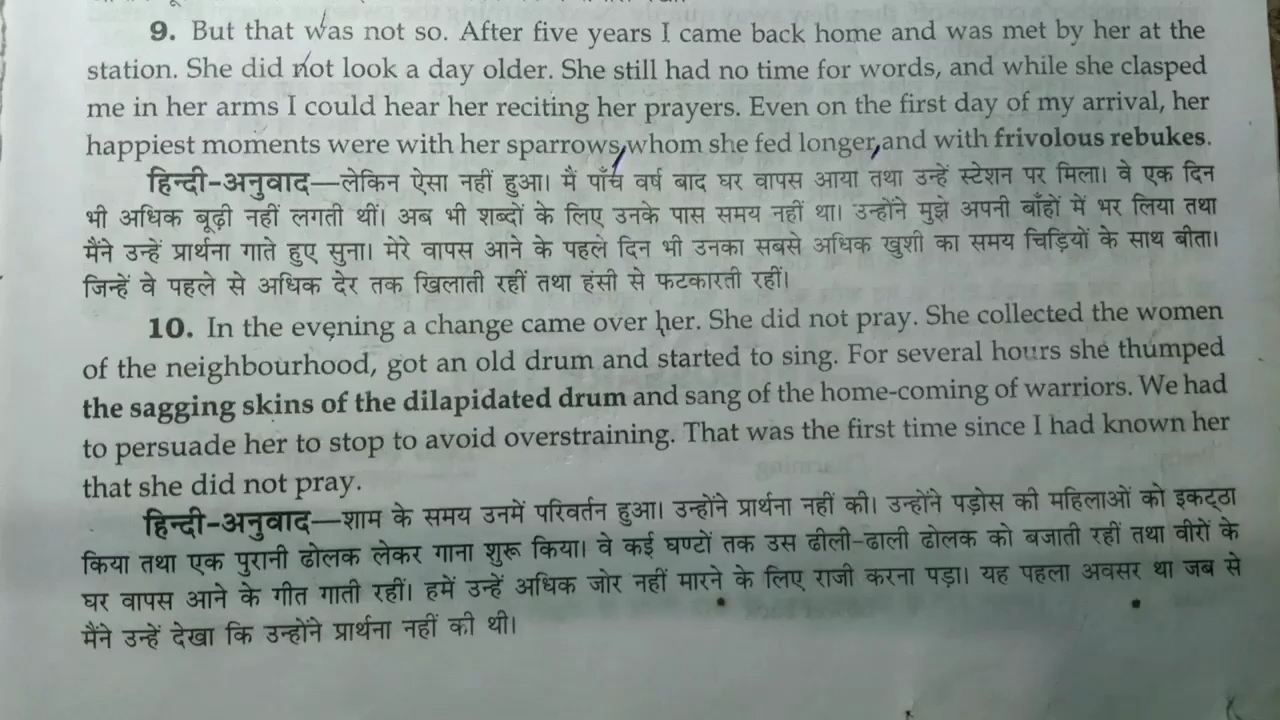 9. But that was not so. After five years I came back home and was met by her at the
station. She did not look a day older. She still had no time for words, and while she clasped
me in her arms I could hear her reciting her prayers. Even on the first day of my arrival, her
happiest moments were with her sparrows, whom she fed longer, and with frivolous rebukes.
हिन्दी-अनुवाद—लेकिन ऐसा नहीं हुआ। मैं पाँच वर्ष बाद घर वापस आया तथा उन्हें स्टेशन पर मिला। वे एक दिन
भी अधिक बूढ़ी नहीं लगती थीं। अब भी शब्दों के लिए उनके पास समय नहीं था। उन्होंने मुझे अपनी बाँहों में भर लिया तथा
मैंने उन्हें प्रार्थना गाते हुए सुना। मेरे वापस आने के पहले दिन भी उनका सबसे अधिक खुशी का समय चिड़ियों के साथ बीता।
जिन्हें वे पहले से अधिक देर तक खिलाती रहीं तथा हंसी से फटकारती रहीं।
10. In the evening a change came over her. She did not pray. She collected the women
of the neighbourhood, got an old drum and started to sing. For several hours she thumped
the sagging skins of the dilapidated drum and sang of the home-coming of warriors. We had
to persuade her to stop to avoid overstraining. That was the first time since I had known her
that she did not pray.
हिन्दी-अनुवाद—शाम के समय उनमें परिवर्तन हुआ। उन्होंने प्रार्थना नहीं की। उन्होंने पड़ोस की महिलाओं को इकट्ठा
किया तथा एक पुरानी ढोलक लेकर गाना शुरू किया। वे कई घण्टों तक उस ढीली-ढाली ढोलक को बजाती रहीं तथा वीरों के
घर वापस आने के गीत गाती रहीं। हमें उन्हें अधिक जोर नहीं मारने के लिए राजी करना पड़ा। यह पहला अवसर था जब से
मैंने उन्हें देखा कि उन्होंने प्रार्थना नहीं की थी।